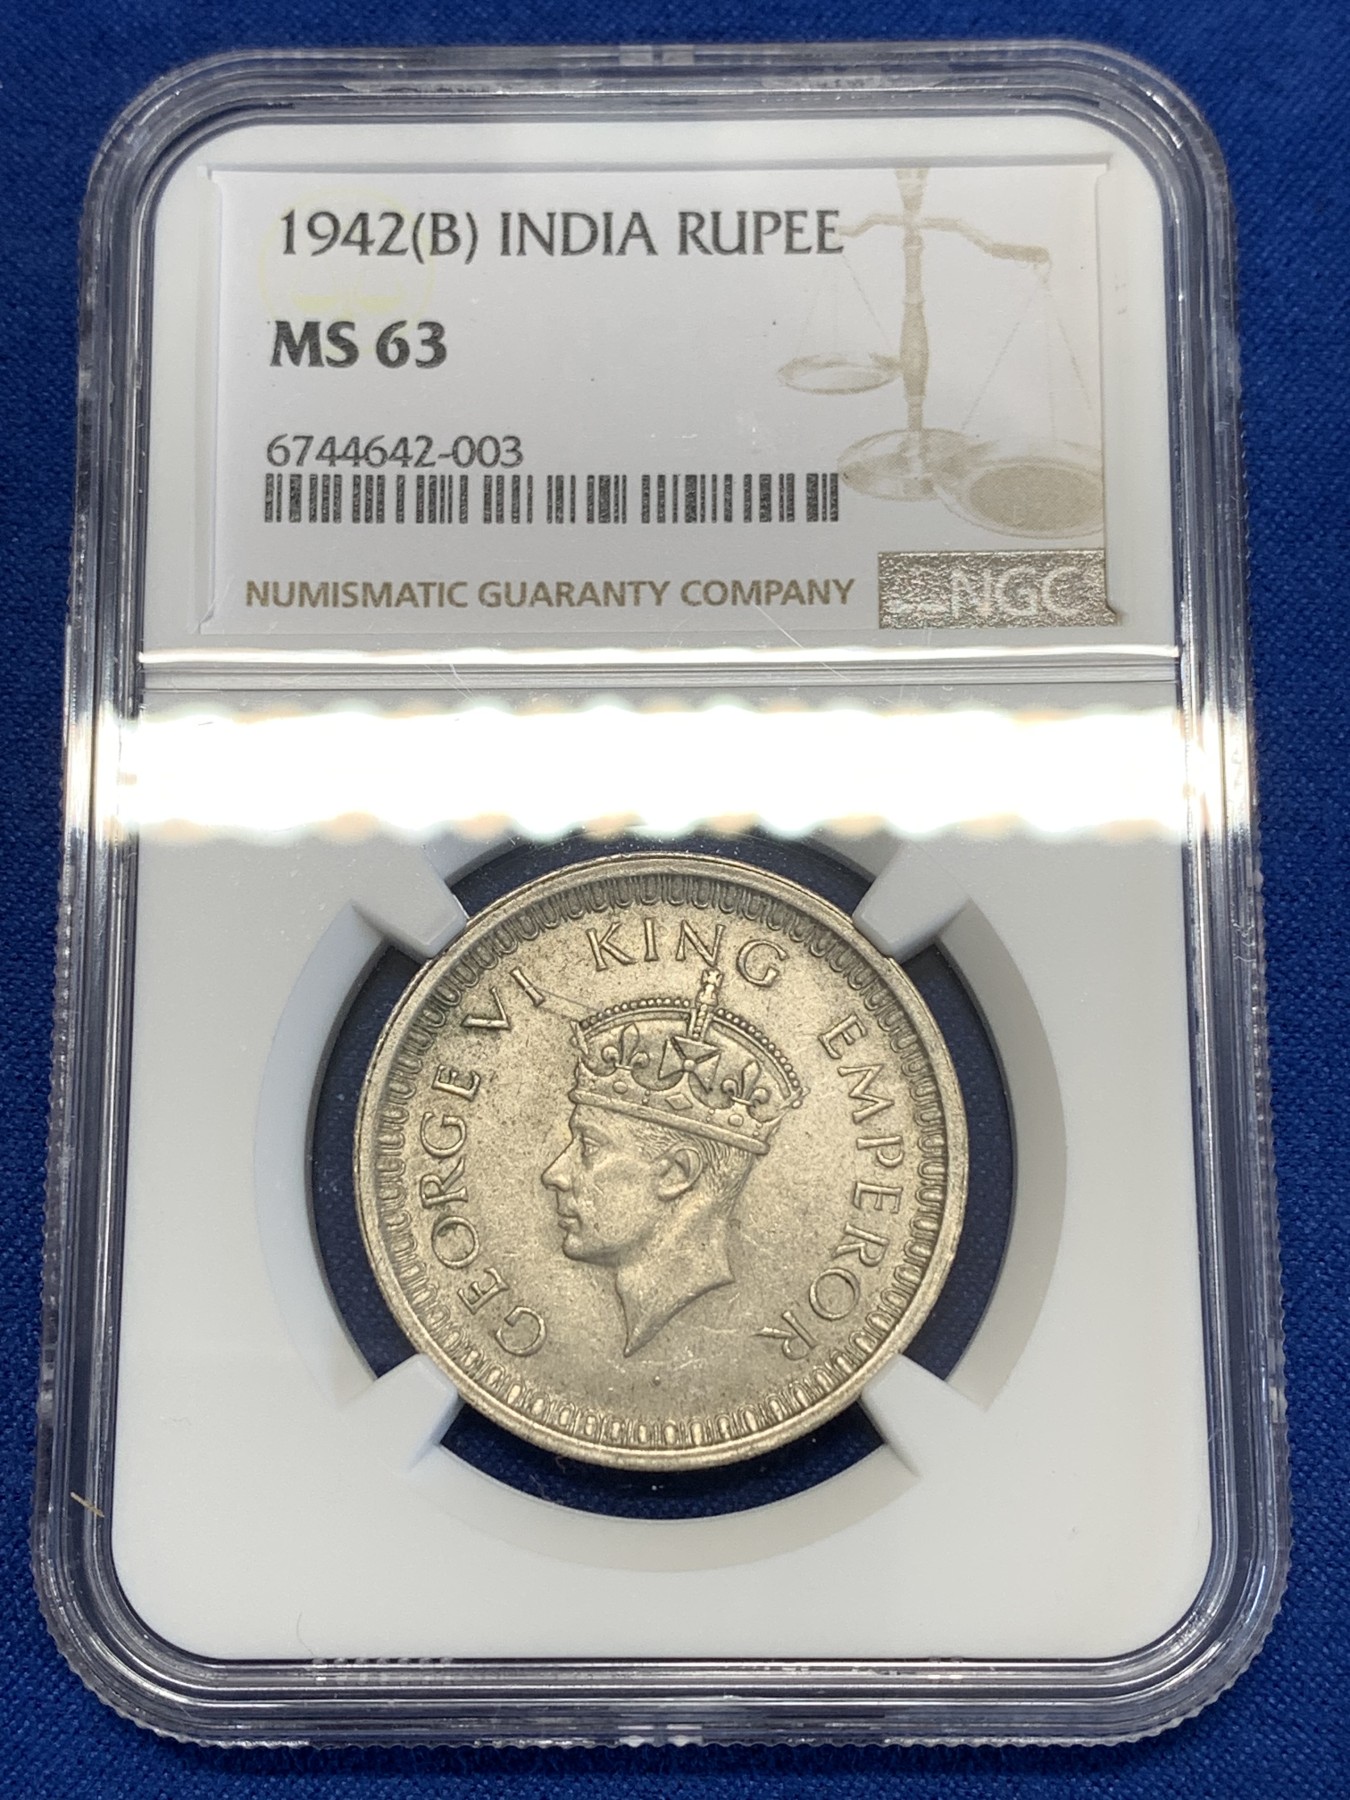 1942(B) INDIA RUPEE
MS 63
6744642-003
NUMISMATIC GUARANTY COMPANY
NGC
GEORGE VI KING EMPEROR